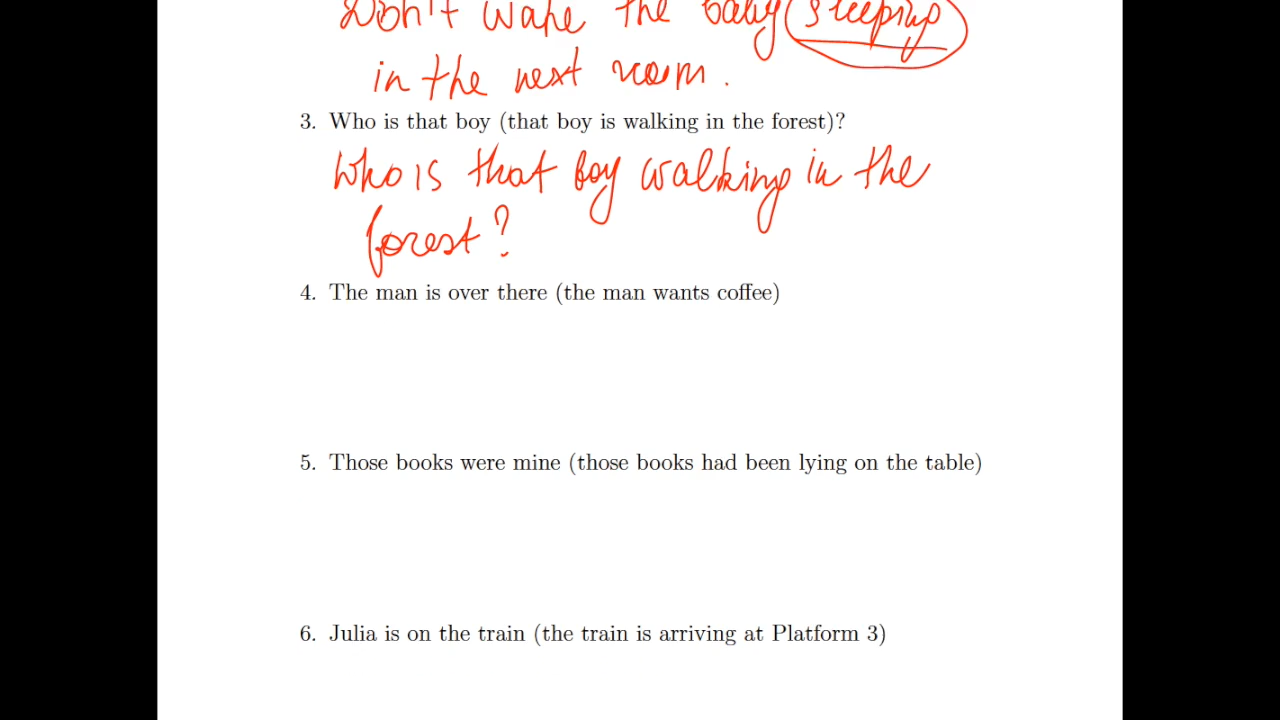 Don't wake the baby sleeping
in the next room.
3. Who is that boy (that boy is walking in the forest)?
Who is that boy walking in the
forest?
4. The man is over there (the man wants coffee)
5. Those books were mine (those books had been lying on the table)
6. Julia is on the train (the train is arriving at Platform 3)